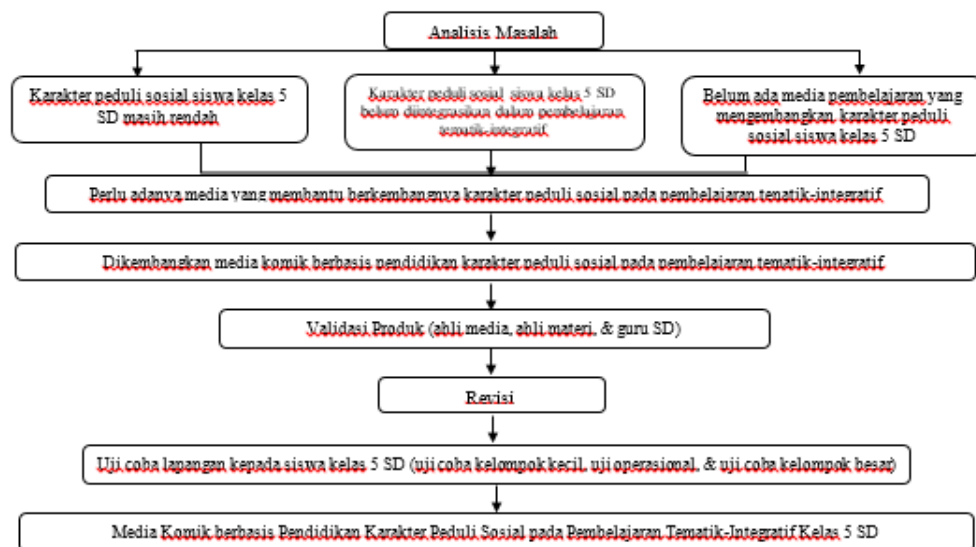 Analisis Masalah
Karakter peduli sosial siswa kelas 5
SD masih rendah
Karakter peduli sosial siswa kelas 5 SD
belum diintegrasikan dalam pembelajaran
tematik-integratif
Belum ada media pembelajaran yang
mengembangkan karakter peduli
sosial siswa kelas 5 SD
Perlu adanya media yang membantu berkembangnya karakter peduli sosial pada pembelajaran tematik-integratif
Dikembangkan media komik berbasis pendidikan karakter peduli sosial pada pembelajaran tematik-integratif
Validasi Produk (ahli media, ahli materi, & guru SD)
Revisi
Uji coba lapangan kepada siswa kelas 5 SD (uji coba kelompok kecil, uji operasional, & uji coba kelompok besar)
Media Komik berbasis Pendidikan Karakter Peduli Sosial pada Pembelajaran Tematik-Integratif Kelas 5 SD